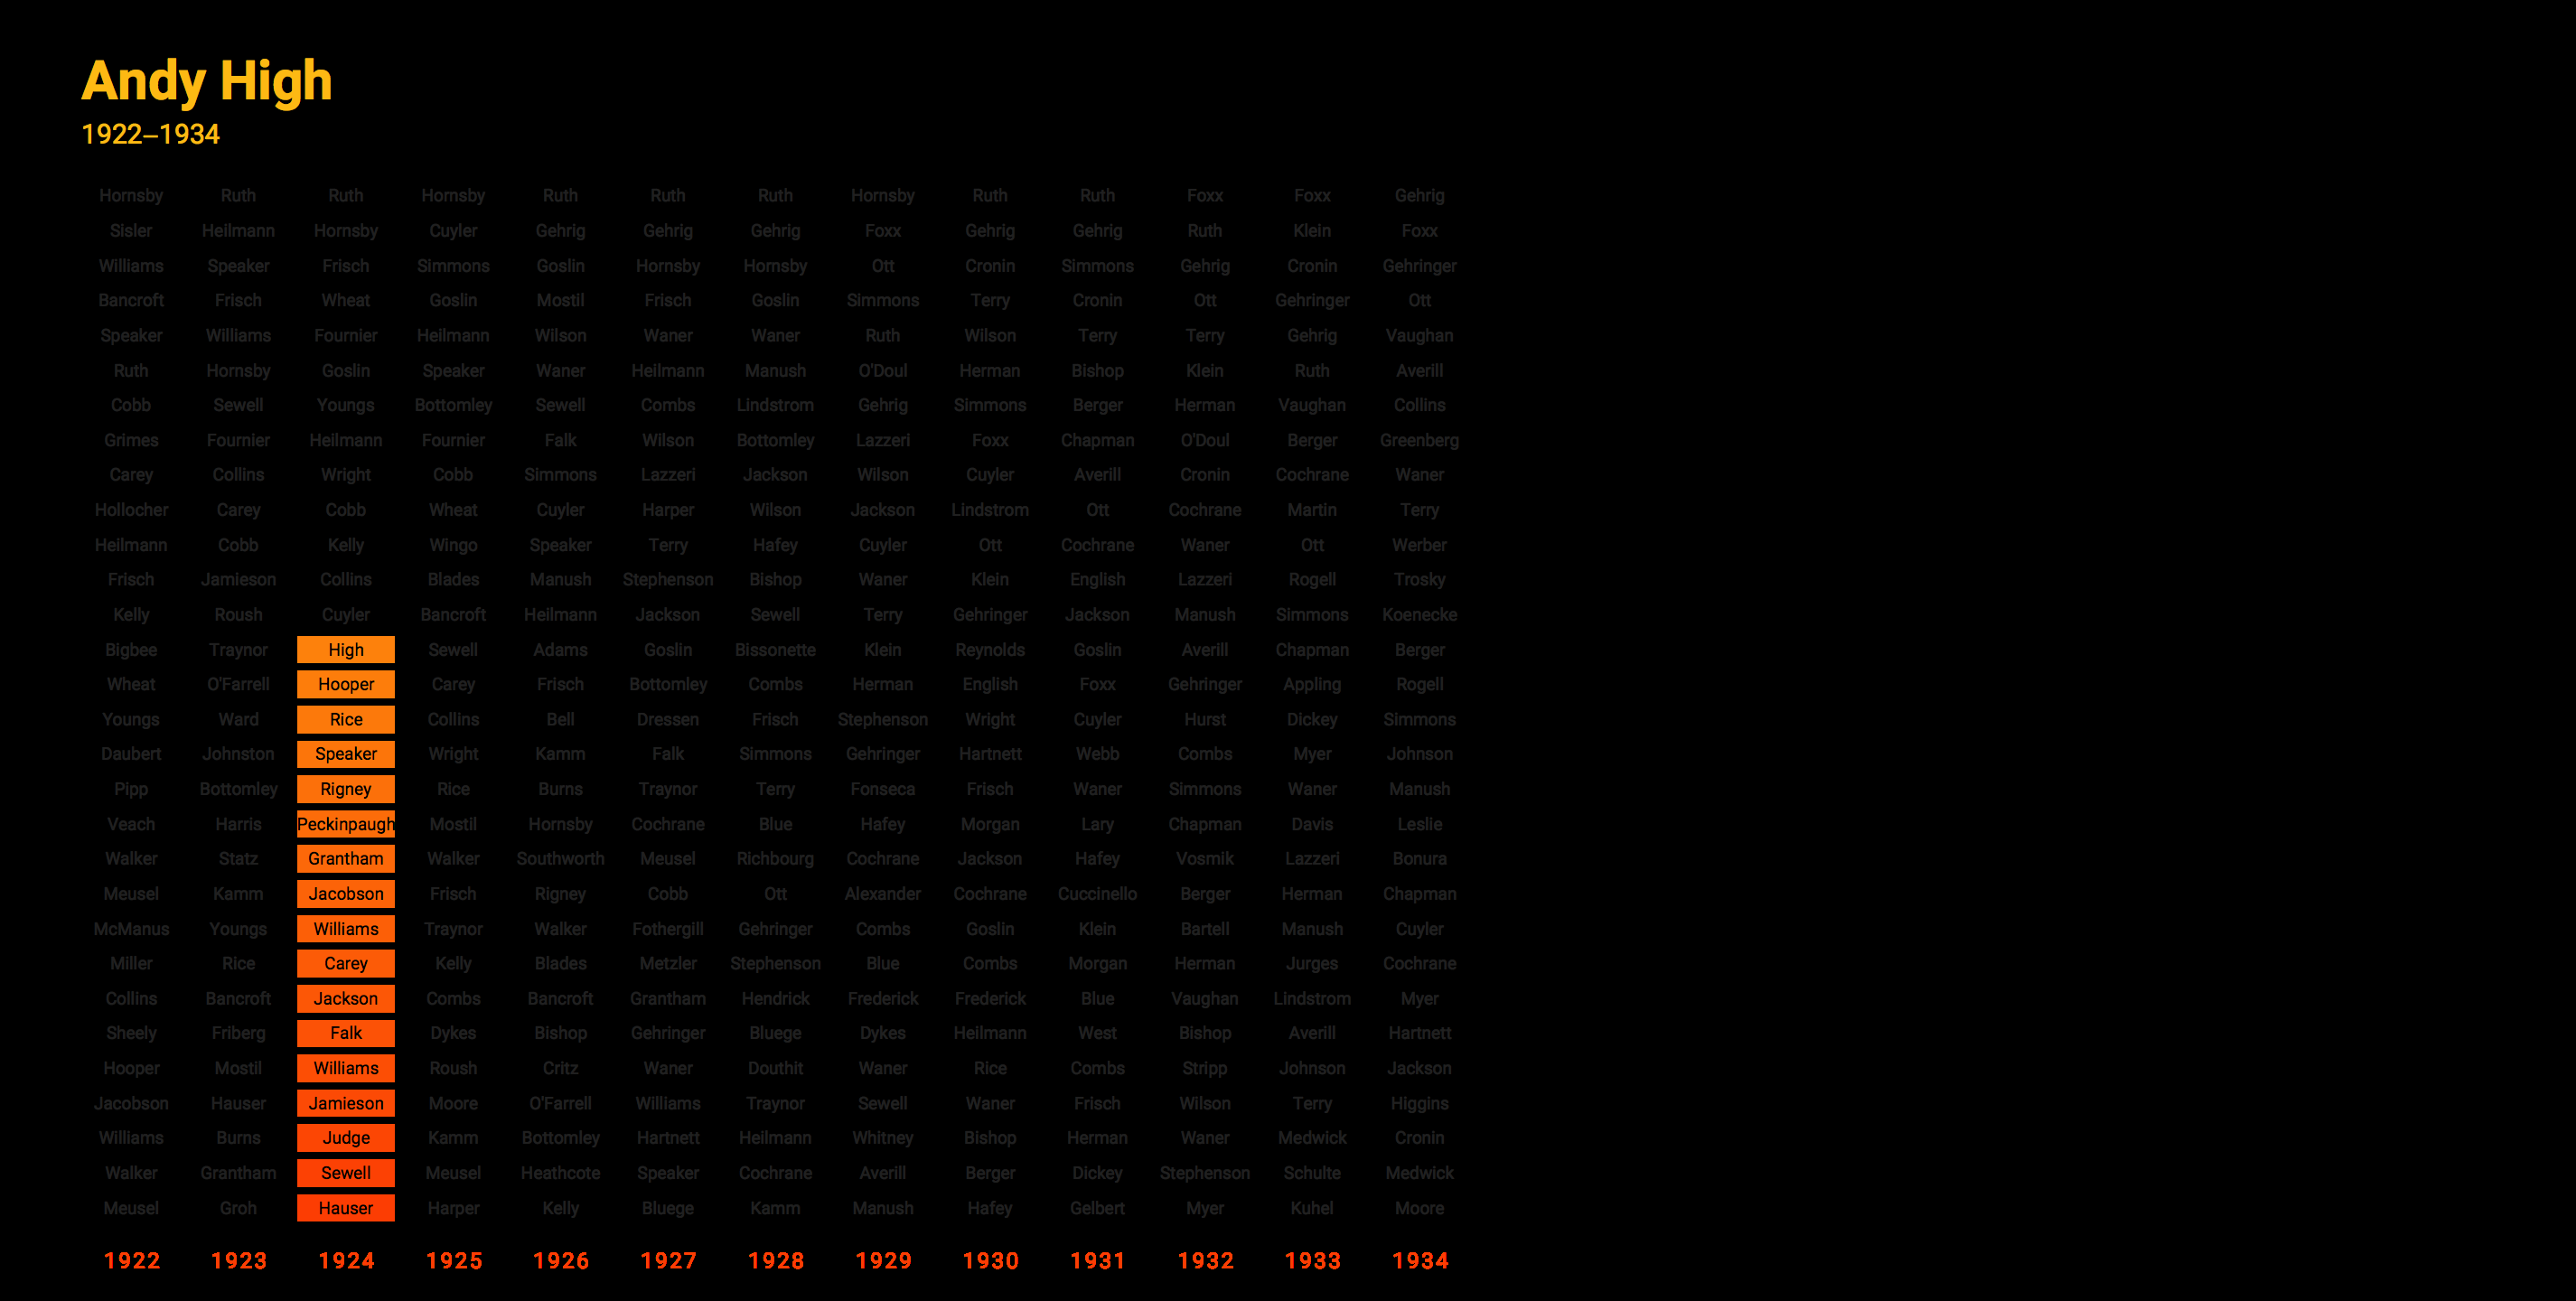 Andy High
1922–1934
Hornsby Ruth Ruth Hornsby Ruth Ruth Ruth Hornsby Ruth Ruth Foxx Foxx Gehrig
Sisler Heilmann Hornsby Cuyler Gehrig Gehrig Gehrig Foxx Gehrig Gehrig Ruth Klein Foxx
Williams Speaker Frisch Simmons Goslin Hornsby Hornsby Ott Cronin Simmons Gehrig Cronin Gehringer
Bancroft Frisch Wheat Goslin Mostil Frisch Goslin Simmons Terry Cronin Ott Gehringer Ott
Speaker Williams Fournier Heilmann Wilson Waner Waner Ruth Wilson Terry Terry Gehrig Vaughan
Ruth Hornsby Goslin Speaker Waner Heilmann Manush O'Doul Herman Bishop Klein Ruth Averill
Cobb Sewell Youngs Bottomley Sewell Combs Lindstrom Gehrig Simmons Berger Herman Vaughan Collins
Grimes Fournier Heilmann Fournier Falk Wilson Bottomley Lazzeri Foxx Chapman O'Doul Berger Greenberg
Carey Collins Wright Cobb Simmons Lazzeri Jackson Wilson Cuyler Averill Cronin Cochrane Waner
Hollocher Carey Cobb Wheat Cuyler Harper Wilson Jackson Lindstrom Ott Cochrane Martin Terry
Heilmann Cobb Kelly Wingo Speaker Terry Hafey Cuyler Ott Cochrane Waner Ott Werber
Frisch Jamieson Collins Blades Manush Stephenson Bishop Waner Klein English Lazzeri Rogell Trosky
Kelly Roush Cuyler Bancroft Heilmann Jackson Sewell Terry Gehringer Jackson Manush Simmons Koenecke
Bigbee Traynor High Sewell Adams Goslin Bissonette Klein Reynolds Goslin Averill Chapman Berger
Wheat O'Farrell Hooper Carey Frisch Bottomley Combs Herman English Foxx Gehringer Appling Rogell
Youngs Ward Rice Collins Bell Dressen Frisch Stephenson Wright Cuyler Hurst Dickey Simmons
Daubert Johnston Speaker Wright Kamm Falk Simmons Gehringer Hartnett Webb Combs Myer Johnson
Pipp Bottomley Rigney Rice Burns Traynor Terry Fonseca Frisch Waner Simmons Waner Manush
Veach Harris Peckinpaugh Mostil Hornsby Cochrane Blue Hafey Morgan Lary Chapman Davis Leslie
Walker Statz Grantham Walker Southworth Meusel Richbourg Cochrane Jackson Hafey Vosmik Lazzeri Bonura
Meusel Kamm Jacobson Frisch Rigney Cobb Ott Alexander Cochrane Cuccinello Berger Herman Chapman
McManus Youngs Williams Traynor Walker Fothergill Gehringer Combs Goslin Klein Bartell Manush Cuyler
Miller Rice Carey Kelly Blades Metzler Stephenson Blue Combs Morgan Herman Jurges Cochrane
Collins Bancroft Jackson Combs Bancroft Grantham Hendrick Frederick Frederick Blue Vaughan Lindstrom Myer
Sheely Friberg Falk Dykes Bishop Gehringer Bluege Dykes Heilmann West Bishop Averill Hartnett
Hooper Mostil Williams Roush Critz Waner Douthit Waner Rice Combs Stripp Johnson Jackson
Jacobson Hauser Jamieson Moore O'Farrell Williams Traynor Sewell Waner Frisch Wilson Terry Higgins
Williams Burns Judge Kamm Bottomley Hartnett Heilmann Whitney Bishop Herman Waner Medwick Cronin
Walker Grantham Sewell Meusel Heathcote Speaker Cochrane Averill Berger Dickey Stephenson Schulte Medwick
Meusel Groh Hauser Harper Kelly Bluege Kamm Manush Hafey Gelbert Myer Kuhel Moore
1922 1923 1924 1925 1926 1927 1928 1929 1930 1931 1932 1933 1934